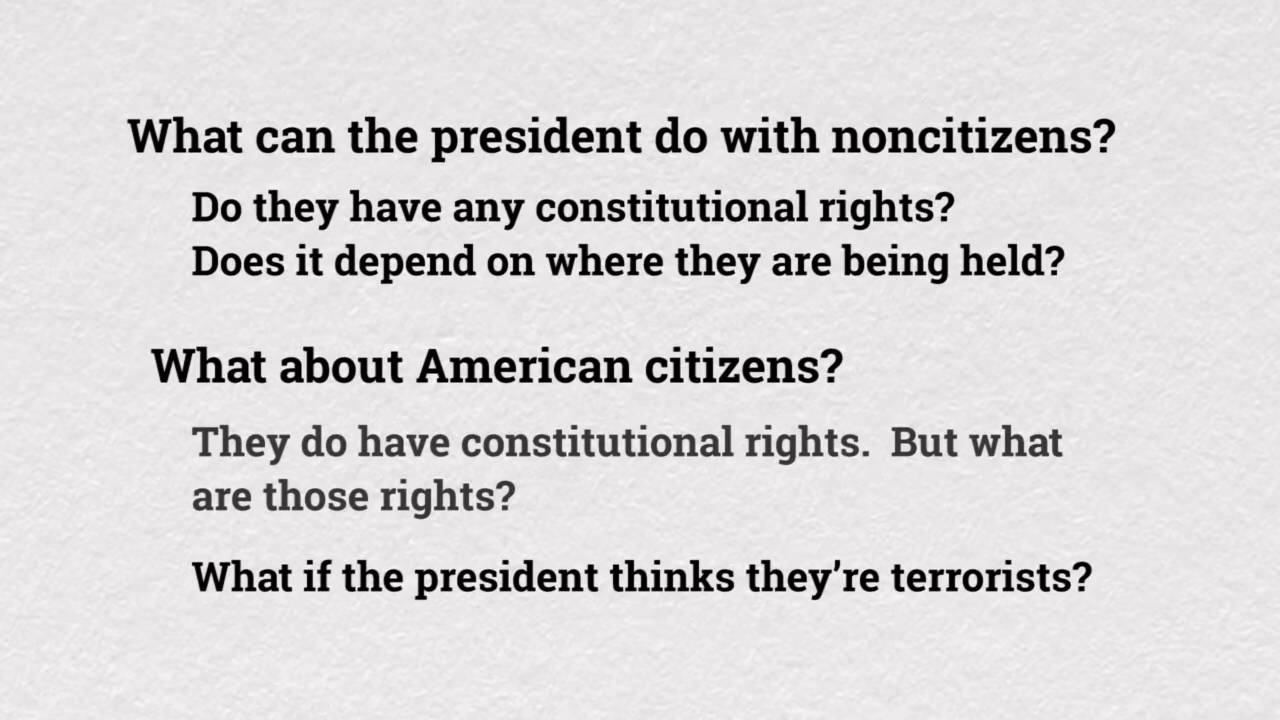 What can the president do with noncitizens?
Do they have any constitutional rights?
Does it depend on where they are being held?
What about American citizens?
They do have constitutional rights.  But what
are those rights?
What if the president thinks they’re terrorists?